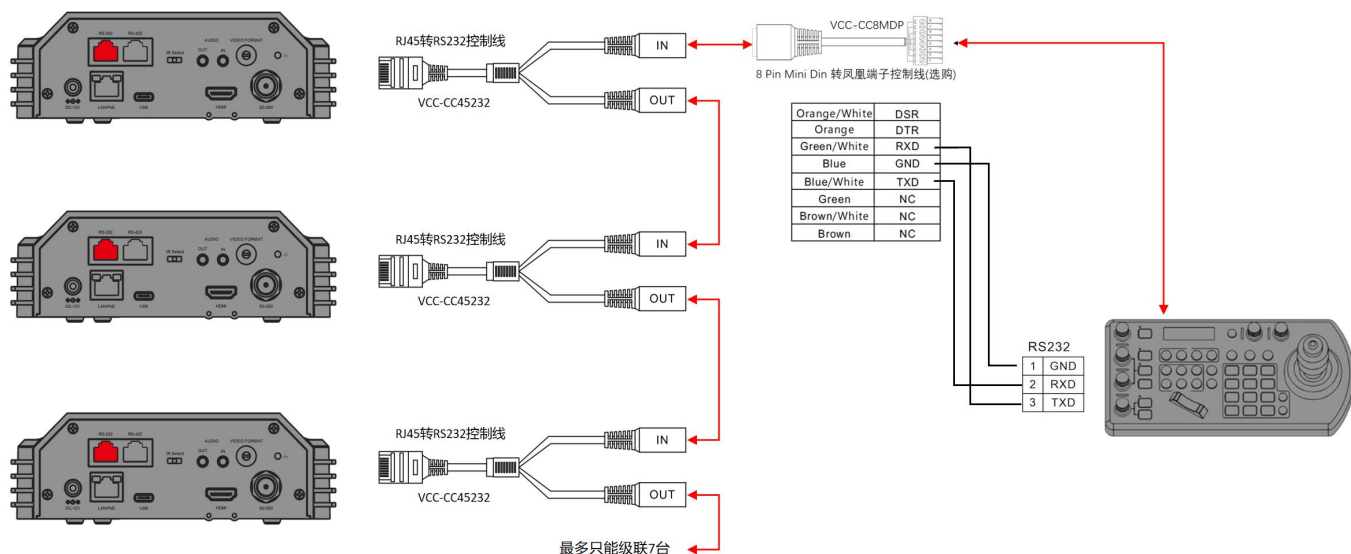 RS-232 RS-422
IR Select
AUDIO
OUT IN
VIDEO FORMAT
DC-12V
LAN/PoE
USB
HDMI
3G-SDI
RJ45转RS232控制线
VCC-CC45232
IN
OUT
VCC-CC8MDP
8 Pin Mini Din 转凤凰端子控制线(选购)
Orange/White DSR
Orange DTR
Green/White RXD
Blue GND
Blue/White TXD
Green NC
Brown/White NC
Brown NC
RS-232 RS-422
IR Select
AUDIO
OUT IN
VIDEO FORMAT
DC-12V
LAN/PoE
USB
HDMI
3G-SDI
RJ45转RS232控制线
VCC-CC45232
IN
OUT
RS232
1 GND
2 RXD
3 TXD
RS-232 RS-422
IR Select
AUDIO
OUT IN
VIDEO FORMAT
DC-12V
LAN/PoE
USB
HDMI
3G-SDI
RJ45转RS232控制线
VCC-CC45232
IN
OUT
最多只能级联7台